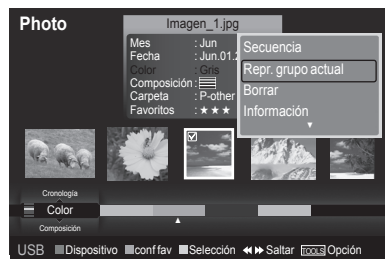 Photo
Imagen_1.jpg
Mes : Jun
Fecha : Jun.01.
Color : Gris
Composición :
Carpeta : P-other
Favoritos : ★ ★ ★
Secuencia
Repr. grupo actual
Borrar
Información
Cronología
Color
Composición
USB Dispositivo conf fav Selección Saltar TOOLS Opción